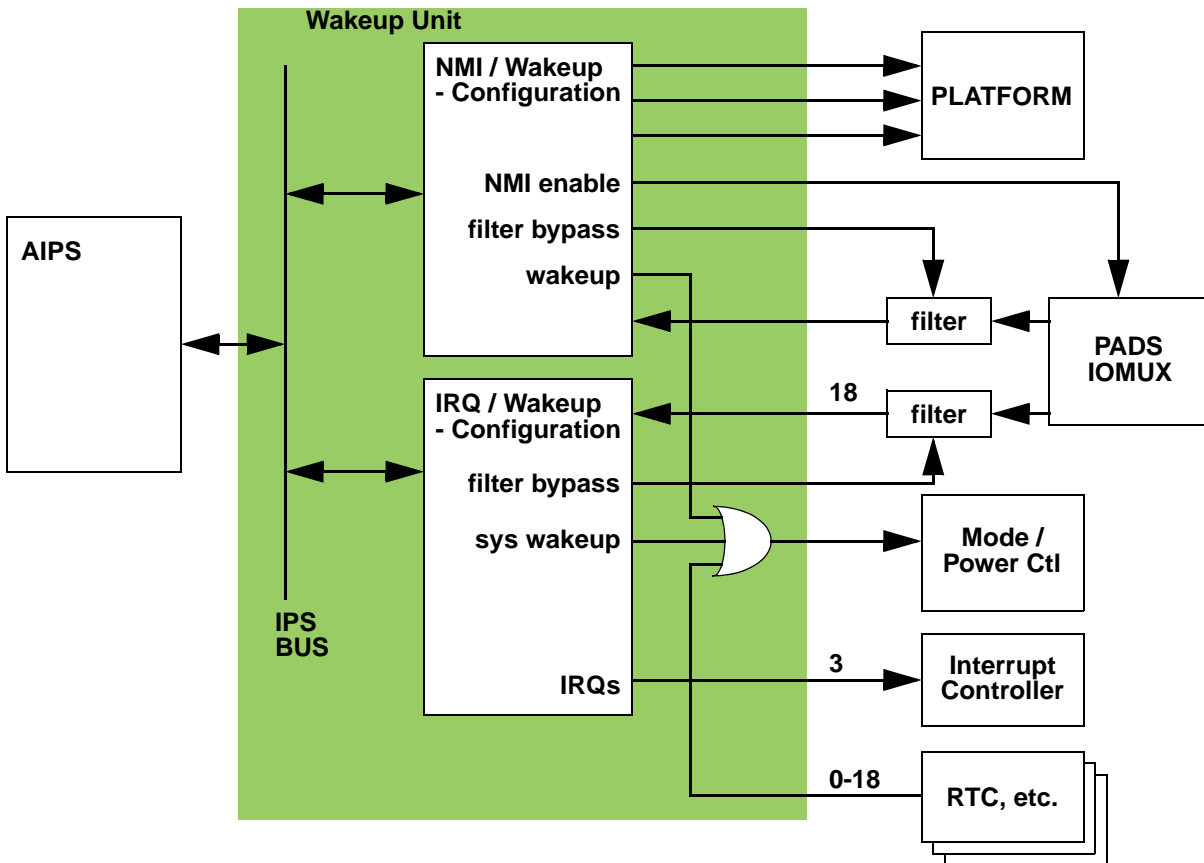 Wakeup Unit
NMI / Wakeup
- Configuration
NMI enable
filter bypass
wakeup
PLATFORM
AIPS
filter
PADS
IOMUX
18
filter
IRQ / Wakeup
- Configuration
filter bypass
sys wakeup
IRQs
Mode /
Power Ctl
IPS
BUS
3
Interrupt
Controller
0-18
RTC, etc.